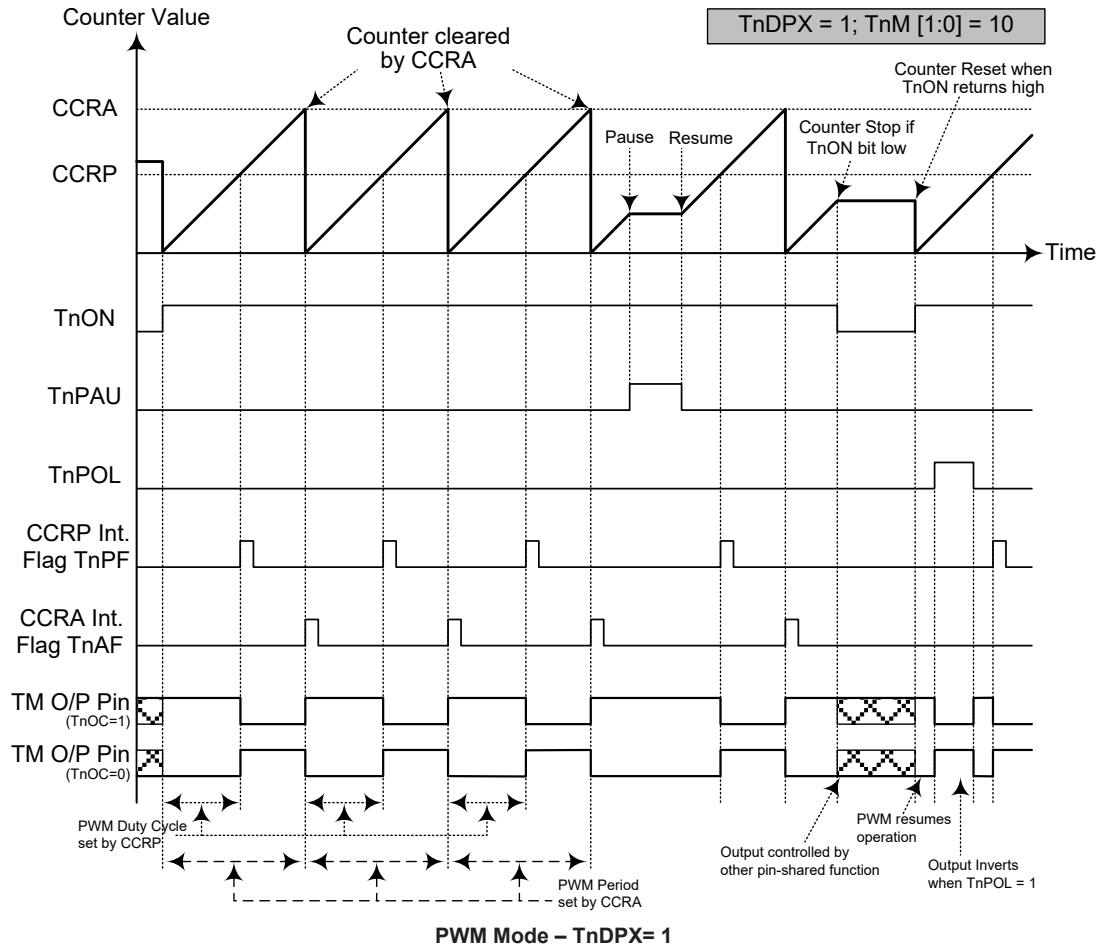 Counter Value
TnDPX = 1; TnM [1:0] = 10
Counter cleared
by CCRA
Counter Reset when
TnON returns high
CCRA
Counter Stop if
TnON bit low
Pause
Resume
CCRP
Time
TnON
TnPAU
TnPOL
CCRP Int.
Flag TnPF
CCRA Int.
Flag TnAF
TM O/P Pin
(TnOC=1)
TM O/P Pin
(TnOC=0)
PWM Duty Cycle
set by CCRP
PWM resumes
operation
Output controlled by
other pin-shared function
Output Inverts
when TnPOL = 1
PWM Period
set by CCRA
PWM Mode – TnDPX= 1